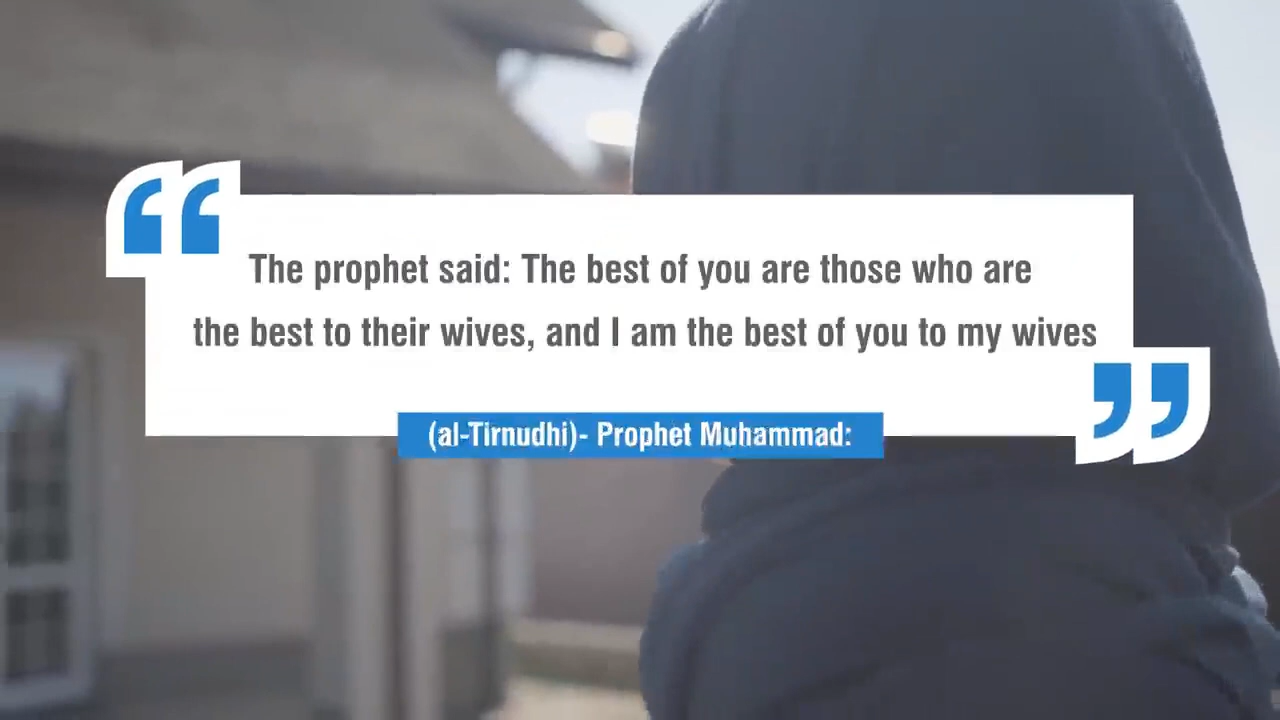 The prophet said: The best of you are those who are
the best to their wives, and I am the best of you to my wives
(al-Tirnudhi)- Prophet Muhammad: